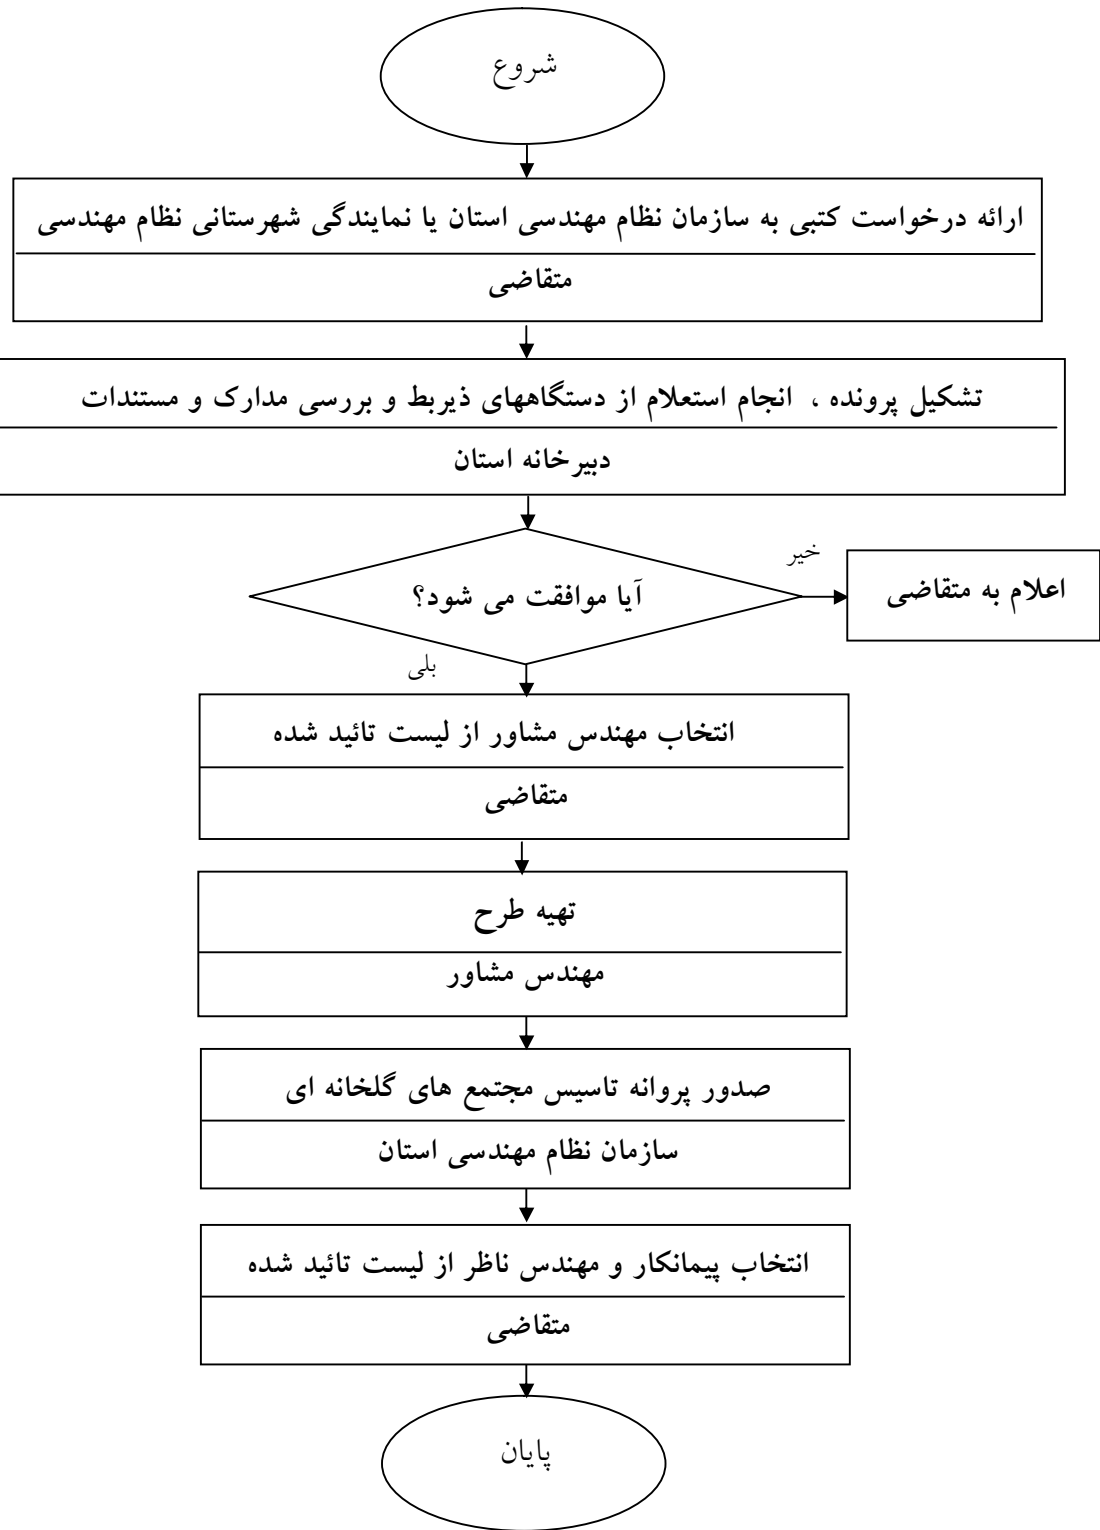 شروع
ارائه درخواست کتبی به سازمان نظام مهندسی استان یا نمایندگی شهرستانی نظام مهندسی
متقاضی
تشکیل پرونده ، انجام استعلام از دستگاههای ذیربط و بررسی مدارک و مستندات
دبیرخانه استان
آیا موافقت می شود؟
خیر
اعلام به متقاضی
بلی
انتخاب مهندس مشاور از لیست تائید شده
متقاضی
تهیه طرح
مهندس مشاور
صدور پروانه تاسیس مجتمع های گلخانه ای
سازمان نظام مهندسی استان
انتخاب پیمانکار و مهندس ناظر از لیست تائید شده
متقاضی
پایان